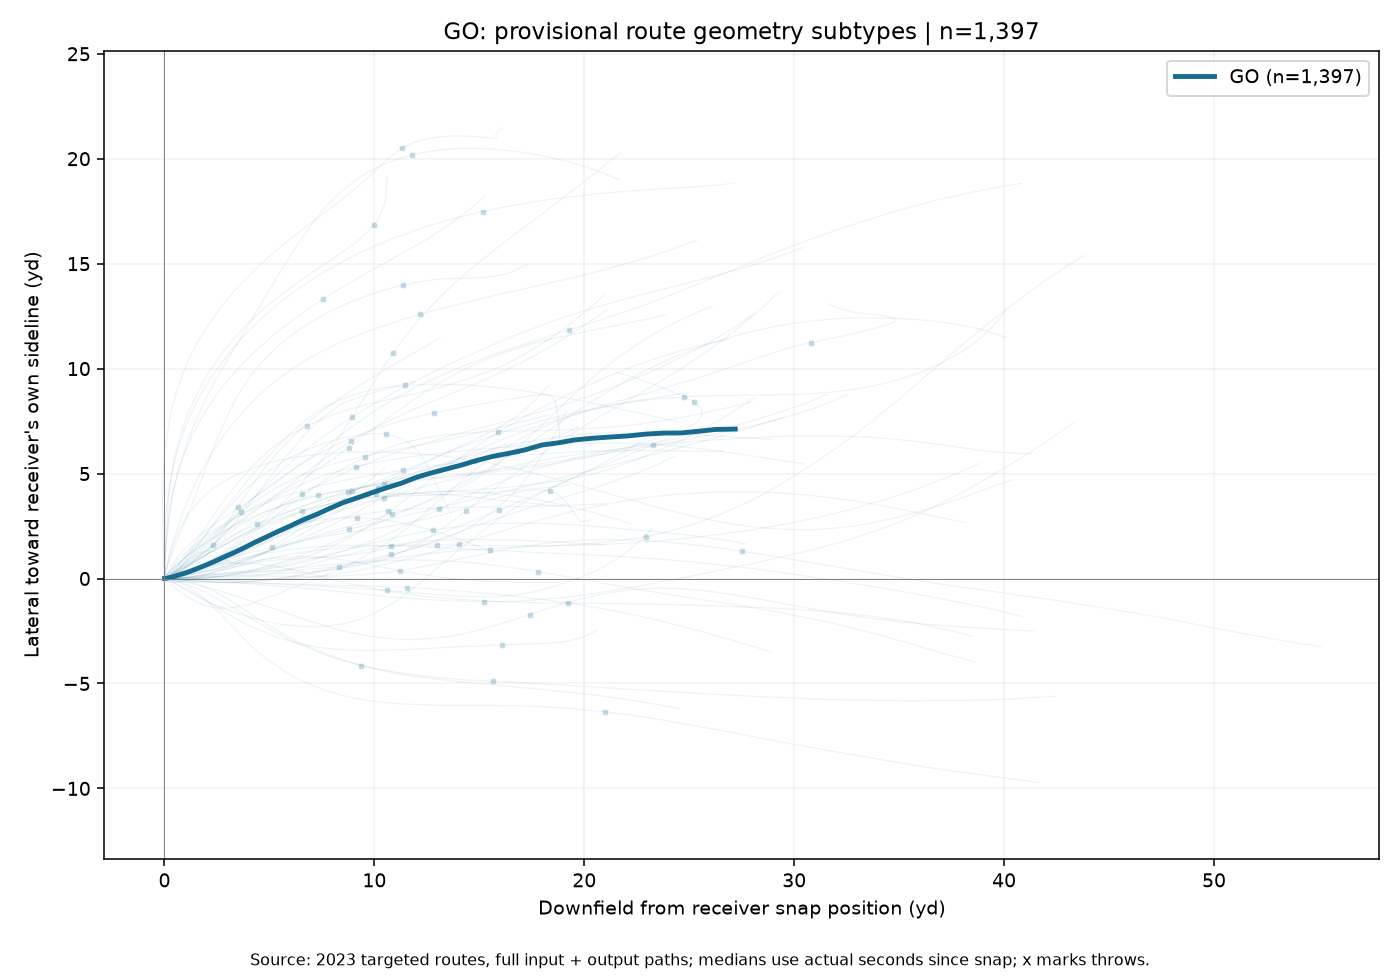 GO: provisional route geometry subtypes | n=1,397
GO (n=1,397)
25
20
15
10
5
0
−5
−10
Lateral toward receiver's own sideline (yd)
0 10 20 30 40 50
Downfield from receiver snap position (yd)
Source: 2023 targeted routes, full input + output paths; medians use actual seconds since snap; x marks throws.